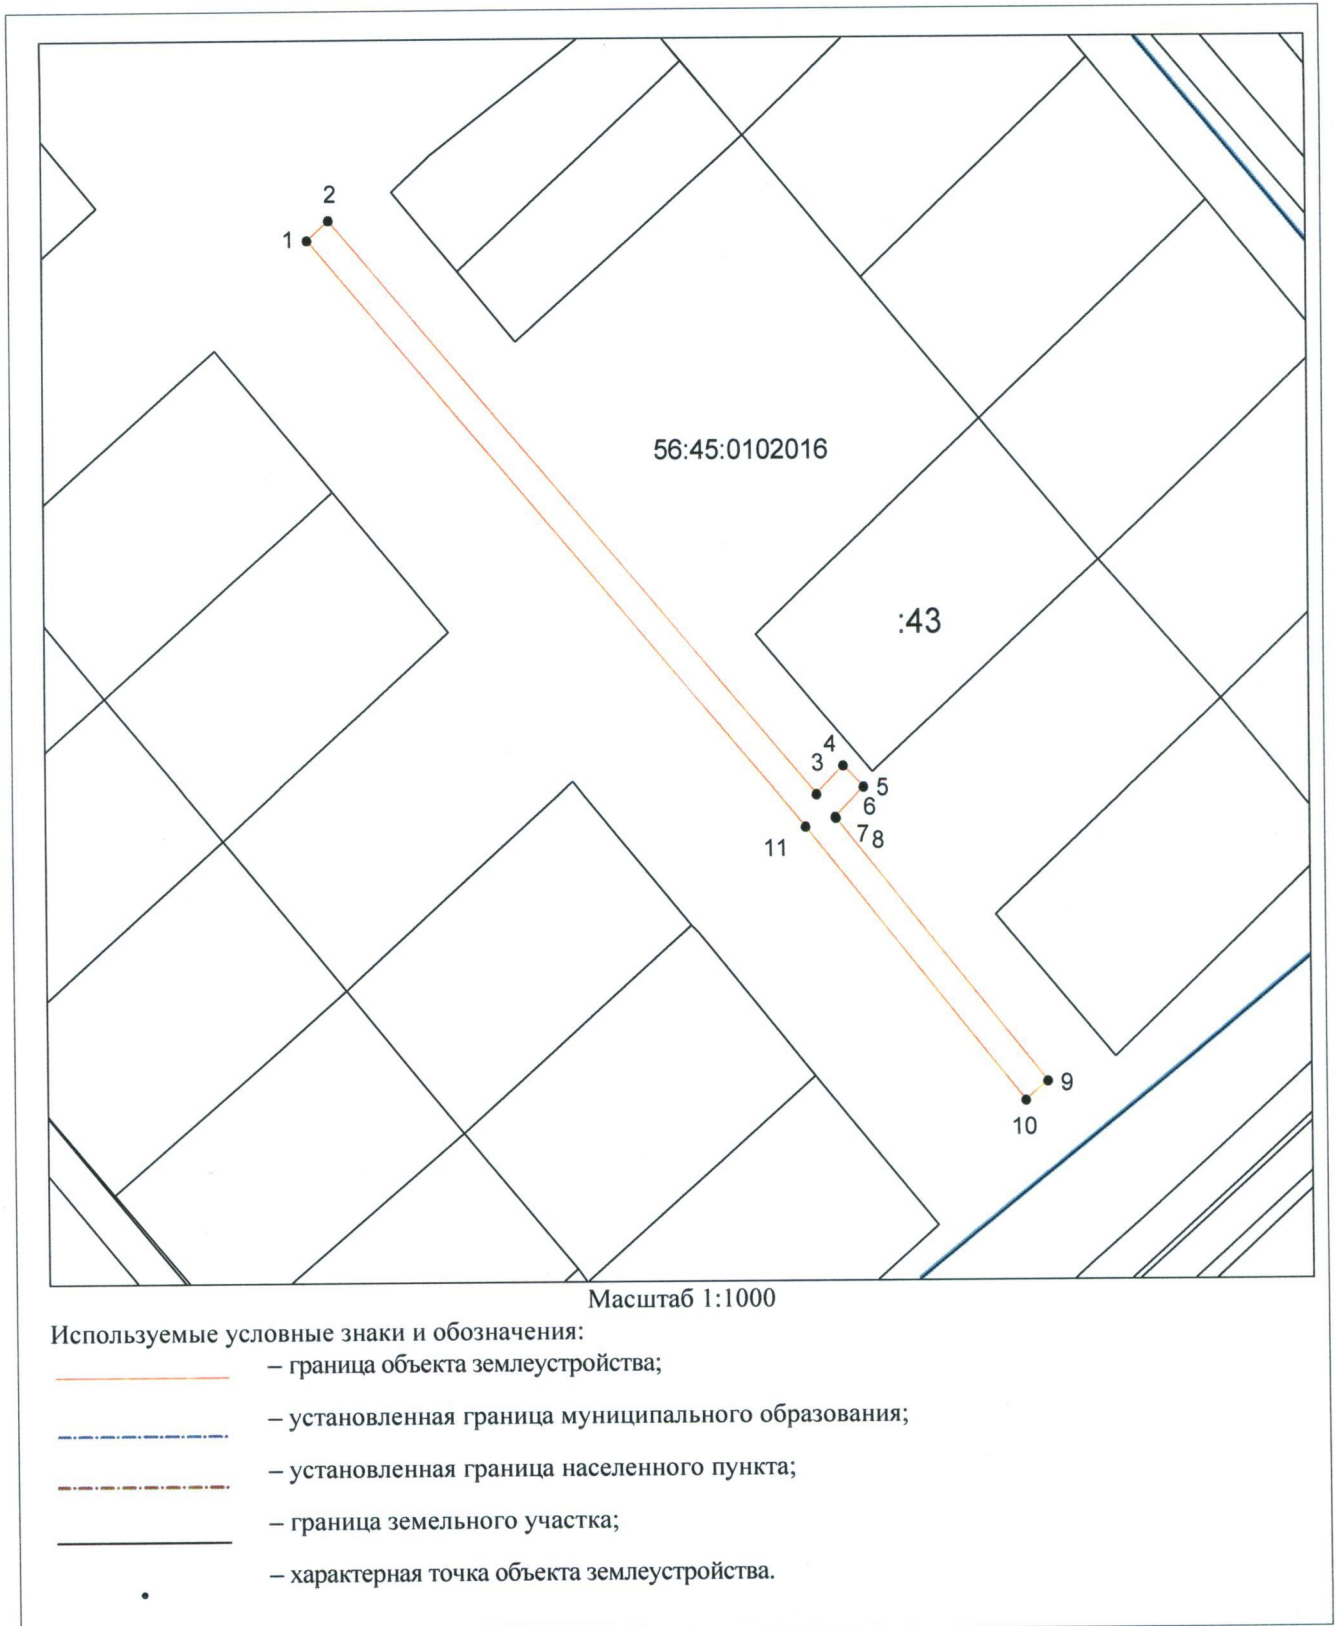 2
1
56:45:0102016
:43
4
3
5
6
7 8
11
9
10
Масштаб 1:1000
Используемые условные знаки и обозначения:
– граница объекта землеустройства;
– установленная граница муниципального образования;
– установленная граница населенного пункта;
– граница земельного участка;
– характерная точка объекта землеустройства.